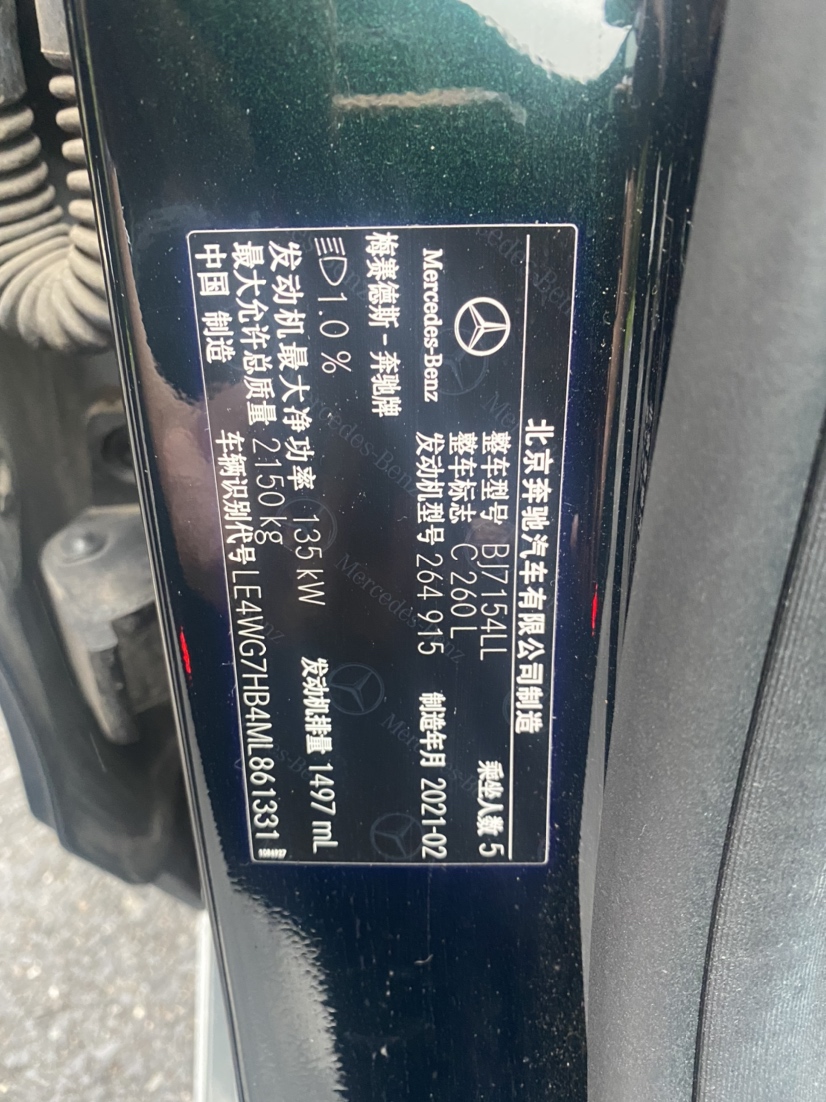 北京奔驰汽车有限公司制造
整车型号 BJ7154LL 乘坐人数 5
整车标志 C 260 L
Mercedes-Benz 发动机型号 264 915 制造年月 2021-02
梅赛德斯-奔驰牌
1.0 %
发动机最大净功率 135 kW 发动机排量 1497 mL
最大允许总质量 2150 kg
中国 制造 车辆识别代号 LE4WG7HB4ML861331